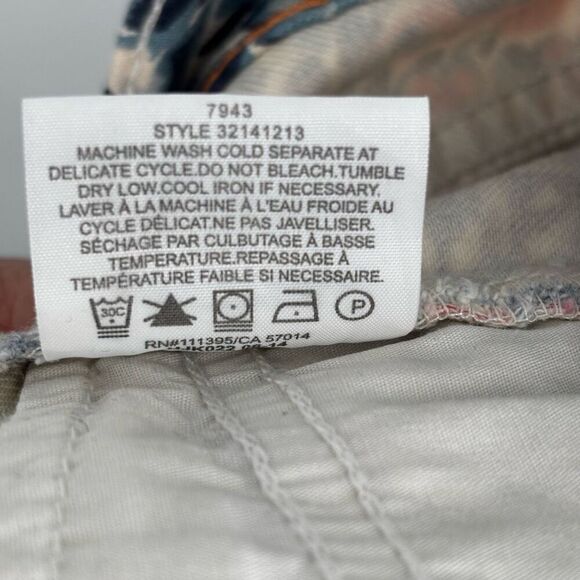 7943
STYLE 32141213
MACHINE WASH COLD SEPARATE AT
DELICATE CYCLE.DO NOT BLEACH.TUMBLE
DRY LOW.COOL IRON IF NECESSARY.
LAVER À LA MACHINE À L'EAU FROIDE AU
CYCLE DÉLICAT.NE PAS JAVELLISER.
SÉCHAGE PAR CULBUTAGE À BASSE
TEMPERATURE.REPASSAGE À
TEMPÉRATURE FAIBLE SI NECESSAIRE.
30C P
RN#111395/CA 57014